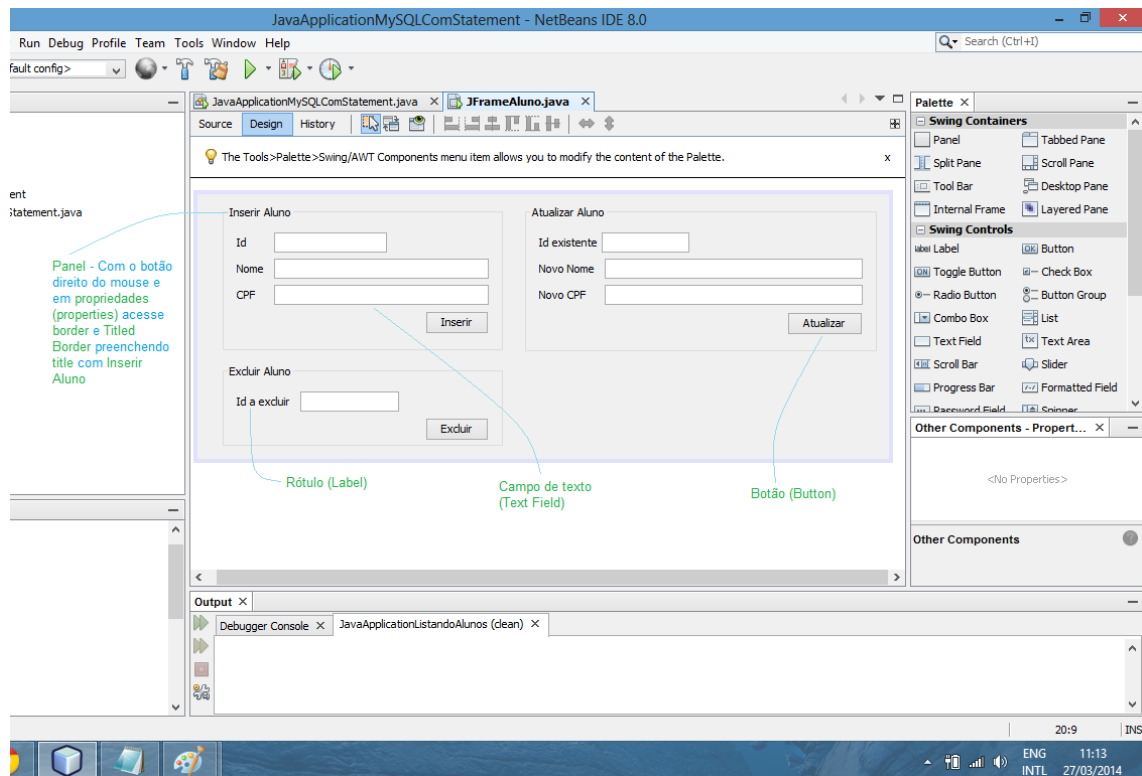 JavaApplicationMySQLComStatement - NetBeans IDE 8.0
Run Debug Profile Team Tools Window Help
Search (Ctrl+I)
fault config>
JavaApplicationMySQLComStatement.java
JFrameAluno.java
Source Design History
The Tools>Palette>Swing/AWT Components menu item allows you to modify the content of the Palette.
x
ent
Statement.java
Panel - Com o botão
direito do mouse e
em propriedades
(properties) acesse
border e Titled
Border preenchendo
title com Inserir
Aluno
Inserir Aluno
Id
Nome
CPF
Inserir
Atualizar Aluno
Id existente
Novo Nome
Novo CPF
Atualizar
Excluir Aluno
Id a excluir
Excluir
Rótulo (Label)
Campo de texto
(Text Field)
Botão (Button)
Palette
Swing Containers
Panel Tabbed Pane
Split Pane Scroll Pane
Tool Bar Desktop Pane
Internal Frame Layered Pane
Swing Controls
label Label OK Button
ON Toggle Button Check Box
Radio Button Button Group
Combo Box List
Text Field Text Area
Scroll Bar Slider
Progress Bar Formatted Field
Password Field Spinner
Other Components - Propert...
<No Properties>
Other Components
Output
Debugger Console JavaApplicationListandoAlunos (clean)
20:9 INS
ENG 11:13
INTL 27/03/2014